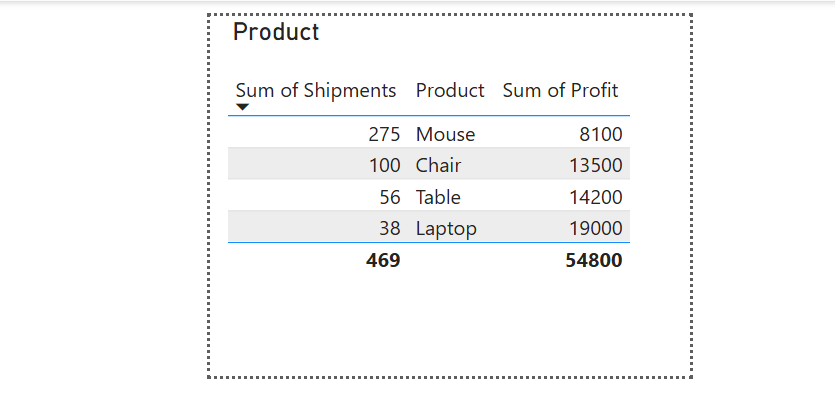 Product
Sum of Shipments Product Sum of Profit
275 Mouse 8100
100 Chair 13500
56 Table 14200
38 Laptop 19000
469 54800